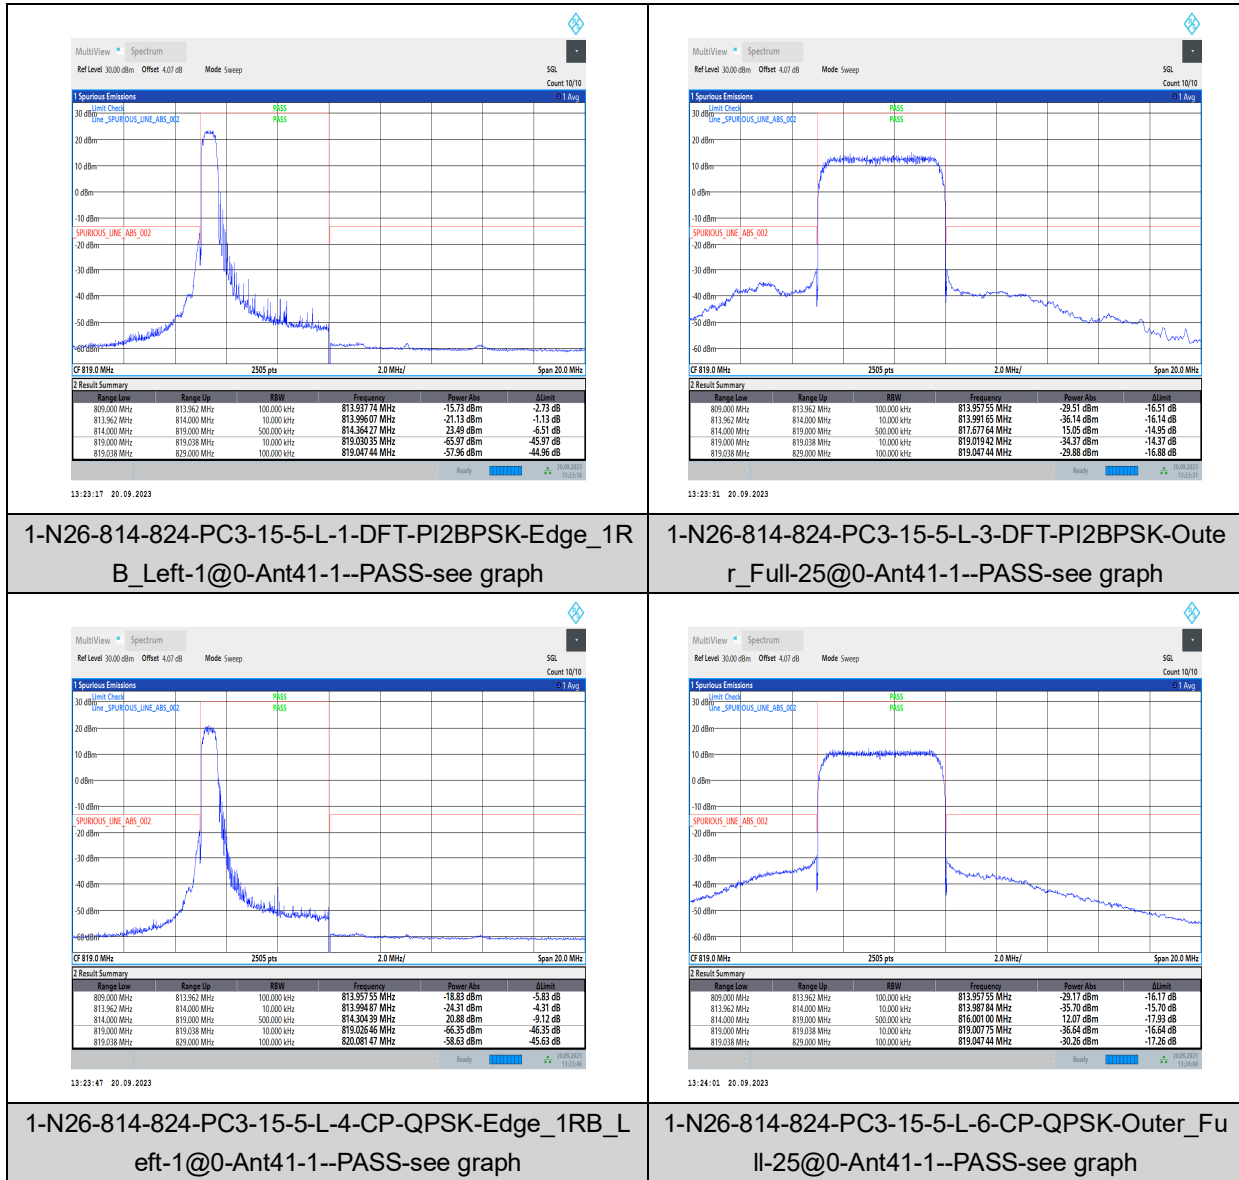 MultiView Spectrum
Ref Level 30.00 dBm Offset 4.07 dB Mode Sweep
SGL
Count 10/10
1 Spurious Emissions 1 Avg
Limit Check PASS
Line _SPURIOUS_LINE_ABS_002 PASS
30 dBm
20 dBm
10 dBm
0 dBm
-10 dBm
_SPURIOUS_LINE_ABS_002
-20 dBm
-30 dBm
-40 dBm
-50 dBm
-60 dBm
CF 819.0 MHz 2505 pts 2.0 MHz/ Span 20.0 MHz
2 Result Summary
Range Low Range Up RBW Frequency Power Abs ΔLimit
809.000 MHz 813.962 MHz 100.000 kHz 813.93774 MHz -15.73 dBm -2.73 dB
813.962 MHz 814.000 MHz 10.000 kHz 813.99607 MHz -21.13 dBm -1.13 dB
814.000 MHz 819.000 MHz 500.000 kHz 814.36427 MHz 23.49 dBm -6.51 dB
819.000 MHz 819.038 MHz 10.000 kHz 819.03035 MHz -65.97 dBm -45.97 dB
819.038 MHz 829.000 MHz 100.000 kHz 819.04744 MHz -57.96 dBm -44.96 dB
Ready 20.09.2023
13:23:16
13:23:17 20.09.2023
MultiView Spectrum
Ref Level 30.00 dBm Offset 4.07 dB Mode Sweep
SGL
Count 10/10
1 Spurious Emissions 1 Avg
Limit Check PASS
Line _SPURIOUS_LINE_ABS_002 PASS
30 dBm
20 dBm
10 dBm
0 dBm
-10 dBm
_SPURIOUS_LINE_ABS_002
-20 dBm
-30 dBm
-40 dBm
-50 dBm
-60 dBm
CF 819.0 MHz 2505 pts 2.0 MHz/ Span 20.0 MHz
2 Result Summary
Range Low Range Up RBW Frequency Power Abs ΔLimit
809.000 MHz 813.962 MHz 100.000 kHz 813.95755 MHz -29.51 dBm -16.51 dB
813.962 MHz 814.000 MHz 10.000 kHz 813.99165 MHz -36.14 dBm -16.14 dB
814.000 MHz 819.000 MHz 500.000 kHz 817.67764 MHz 15.05 dBm -14.95 dB
819.000 MHz 819.038 MHz 10.000 kHz 819.01942 MHz -34.37 dBm -14.37 dB
819.038 MHz 829.000 MHz 100.000 kHz 819.04744 MHz -29.88 dBm -16.88 dB
Ready 20.09.2023
13:23:31
13:23:31 20.09.2023
1-N26-814-824-PC3-15-5-L-1-DFT-PI2BPSK-Edge_1R
B_Left-1@0-Ant41-1--PASS-see graph
1-N26-814-824-PC3-15-5-L-3-DFT-PI2BPSK-Oute
r_Full-25@0-Ant41-1--PASS-see graph
MultiView Spectrum
Ref Level 30.00 dBm Offset 4.07 dB Mode Sweep
SGL
Count 10/10
1 Spurious Emissions 1 Avg
Limit Check PASS
Line _SPURIOUS_LINE_ABS_002 PASS
30 dBm
20 dBm
10 dBm
0 dBm
-10 dBm
_SPURIOUS_LINE_ABS_002
-20 dBm
-30 dBm
-40 dBm
-50 dBm
-60 dBm
CF 819.0 MHz 2505 pts 2.0 MHz/ Span 20.0 MHz
2 Result Summary
Range Low Range Up RBW Frequency Power Abs ΔLimit
809.000 MHz 813.962 MHz 100.000 kHz 813.95755 MHz -18.83 dBm -5.83 dB
813.962 MHz 814.000 MHz 10.000 kHz 813.99487 MHz -24.31 dBm -4.31 dB
814.000 MHz 819.000 MHz 500.000 kHz 814.30439 MHz 20.88 dBm -9.12 dB
819.000 MHz 819.038 MHz 10.000 kHz 819.02646 MHz -66.35 dBm -46.35 dB
819.038 MHz 829.000 MHz 100.000 kHz 820.08147 MHz -58.63 dBm -45.63 dB
Ready 20.09.2023
13:23:46
13:23:47 20.09.2023
MultiView Spectrum
Ref Level 30.00 dBm Offset 4.07 dB Mode Sweep
SGL
Count 10/10
1 Spurious Emissions 1 Avg
Limit Check PASS
Line _SPURIOUS_LINE_ABS_002 PASS
30 dBm
20 dBm
10 dBm
0 dBm
-10 dBm
_SPURIOUS_LINE_ABS_002
-20 dBm
-30 dBm
-40 dBm
-50 dBm
-60 dBm
CF 819.0 MHz 2505 pts 2.0 MHz/ Span 20.0 MHz
2 Result Summary
Range Low Range Up RBW Frequency Power Abs ΔLimit
809.000 MHz 813.962 MHz 100.000 kHz 813.95755 MHz -29.17 dBm -16.17 dB
813.962 MHz 814.000 MHz 10.000 kHz 813.98784 MHz -35.70 dBm -15.70 dB
814.000 MHz 819.000 MHz 500.000 kHz 816.00100 MHz 12.07 dBm -17.93 dB
819.000 MHz 819.038 MHz 10.000 kHz 819.00775 MHz -36.64 dBm -16.64 dB
819.038 MHz 829.000 MHz 100.000 kHz 819.04744 MHz -30.26 dBm -17.26 dB
Ready 20.09.2023
13:24:00
13:24:01 20.09.2023
1-N26-814-824-PC3-15-5-L-4-CP-QPSK-Edge_1RB_L
eft-1@0-Ant41-1--PASS-see graph
1-N26-814-824-PC3-15-5-L-6-CP-QPSK-Outer_Fu
ll-25@0-Ant41-1--PASS-see graph